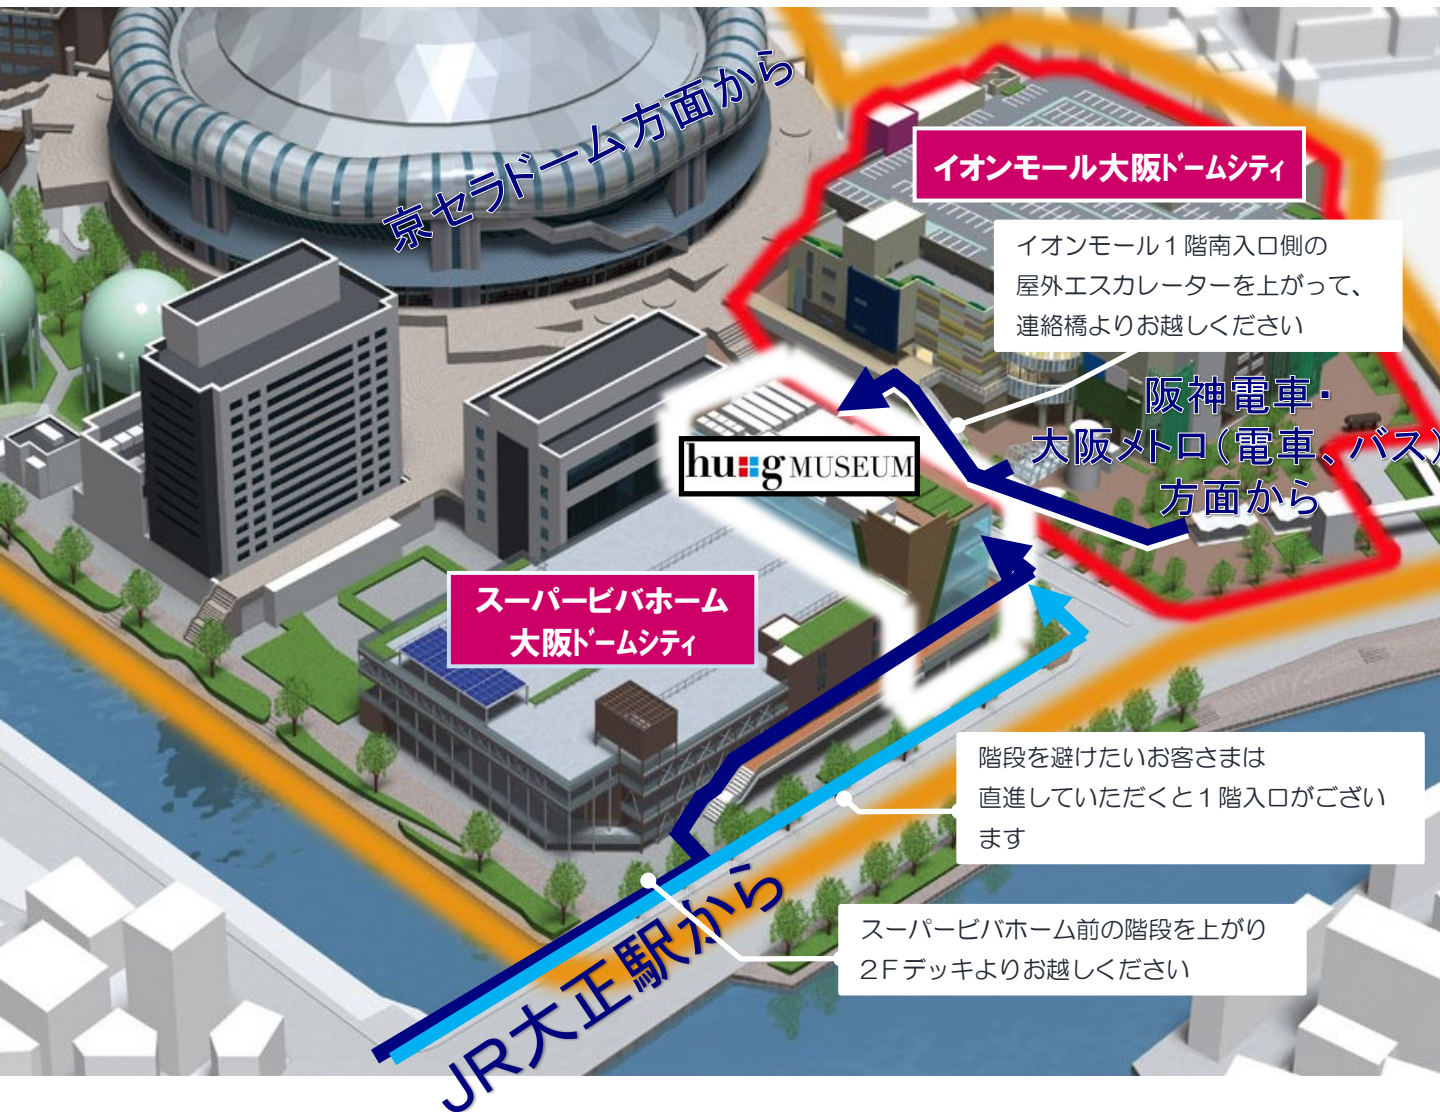 京セラドーム方面から
イオンモール大阪ドームシティ
イオンモール1階南入口側の
屋外エスカレーターを上がって、
連絡橋よりお越しください
阪神電車・
大阪メトロ(電車、バス)
方面から
hu::g MUSEUM
スーパービバホーム
大阪ドームシティ
階段を避けたいお客さまは
直進していただくと1階入口がござい
ます
スーパービバホーム前の階段を上がり
2Fデッキよりお越しください
JR大正駅から